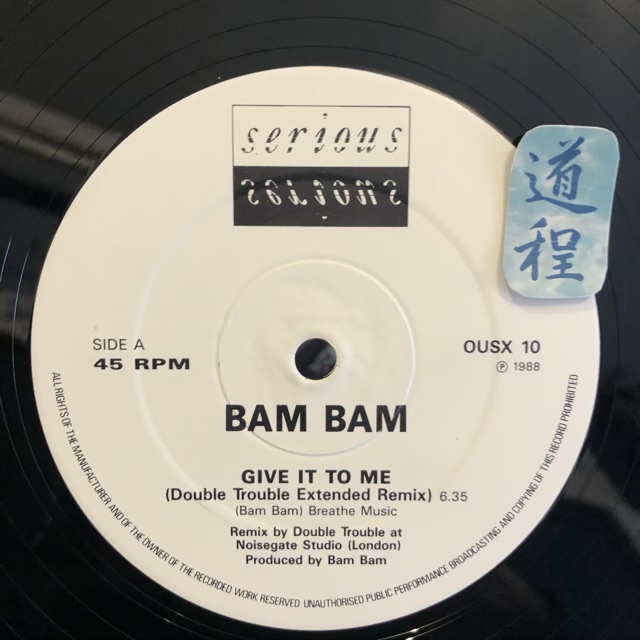 serious
serious
道程
SIDE A
45 RPM
OUSX 10
Ⓟ 1988
BAM BAM
GIVE IT TO ME
(Double Trouble Extended Remix) 6.35
(Bam Bam) Breathe Music
Remix by Double Trouble at
Noisegate Studio (London)
Produced by Bam Bam
ALL RIGHTS OF THE MANUFACTURER AND OF THE OWNER OF THE RECORDED WORK RESERVED UNAUTHORISED PUBLIC PERFORMANCE BROADCASTING AND COPYING OF THIS RECORD PROHIBITED